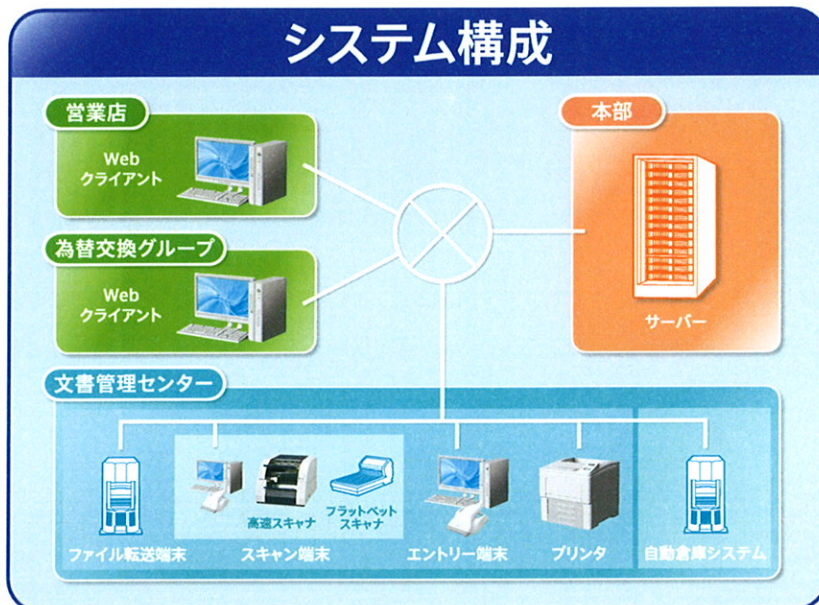 システム構成
営業店
Web
クライアント
本部
サーバー
為替交換グループ
Web
クライアント
文書管理センター
ファイル転送端末
高速スキャナ
フラットベット
スキャナ
スキャン端末
エントリー端末
プリンタ
自動倉庫システム